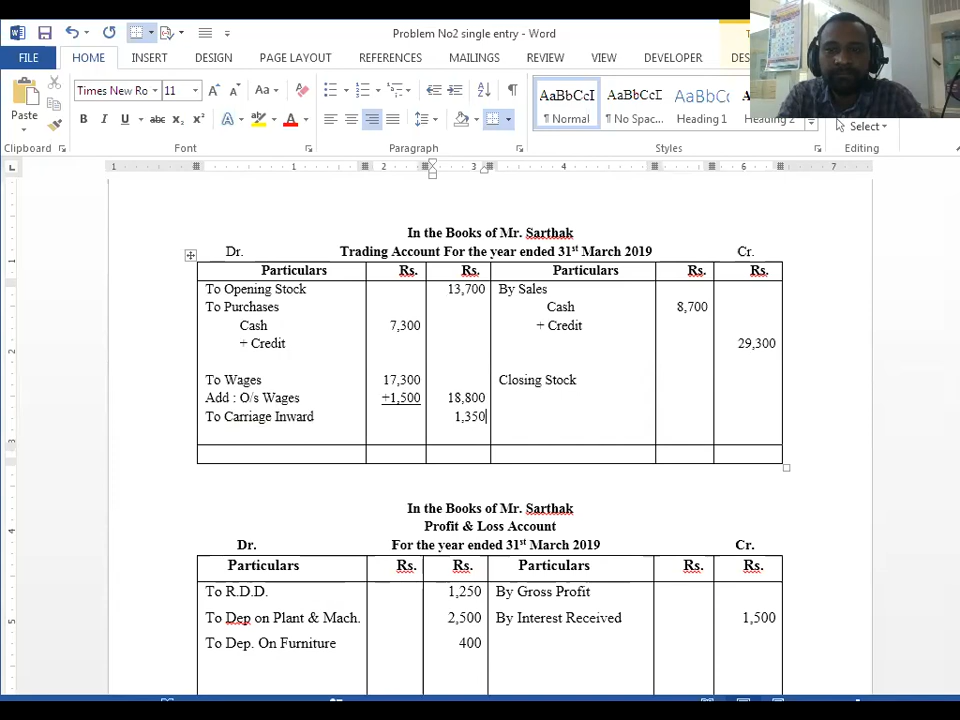 Problem No2 single entry - Word
FILE HOME INSERT DESIGN PAGE LAYOUT REFERENCES MAILINGS REVIEW VIEW DEVELOPER
Times New Ro 11 Aa AaBbCcI AaBbCcI AaBbC
Paste B I U abc x₂ x² A ¶ Normal ¶ No Spac... Heading 1 Heading 2 Select
Clipboard Font Paragraph Styles Editing
In the Books of Mr. Sarthak
Dr. Trading Account For the year ended 31st March 2019 Cr.
Particulars Rs. Rs. Particulars Rs. Rs.
To Opening Stock 13,700 By Sales
To Purchases Cash 8,700
Cash 7,300 + Credit
+ Credit 29,300
To Wages 17,300 Closing Stock
Add : O/s Wages +1,500 18,800
To Carriage Inward 1,350
In the Books of Mr. Sarthak
Profit & Loss Account
Dr. For the year ended 31st March 2019 Cr.
Particulars Rs. Rs. Particulars Rs. Rs.
To R.D.D. 1,250 By Gross Profit
To Dep on Plant & Mach. 2,500 By Interest Received 1,500
To Dep. On Furniture 400